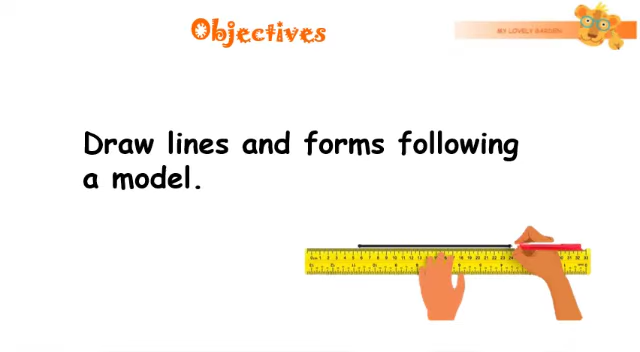 Objectives
MY LOVELY GARDEN
Draw lines and forms following
a model.